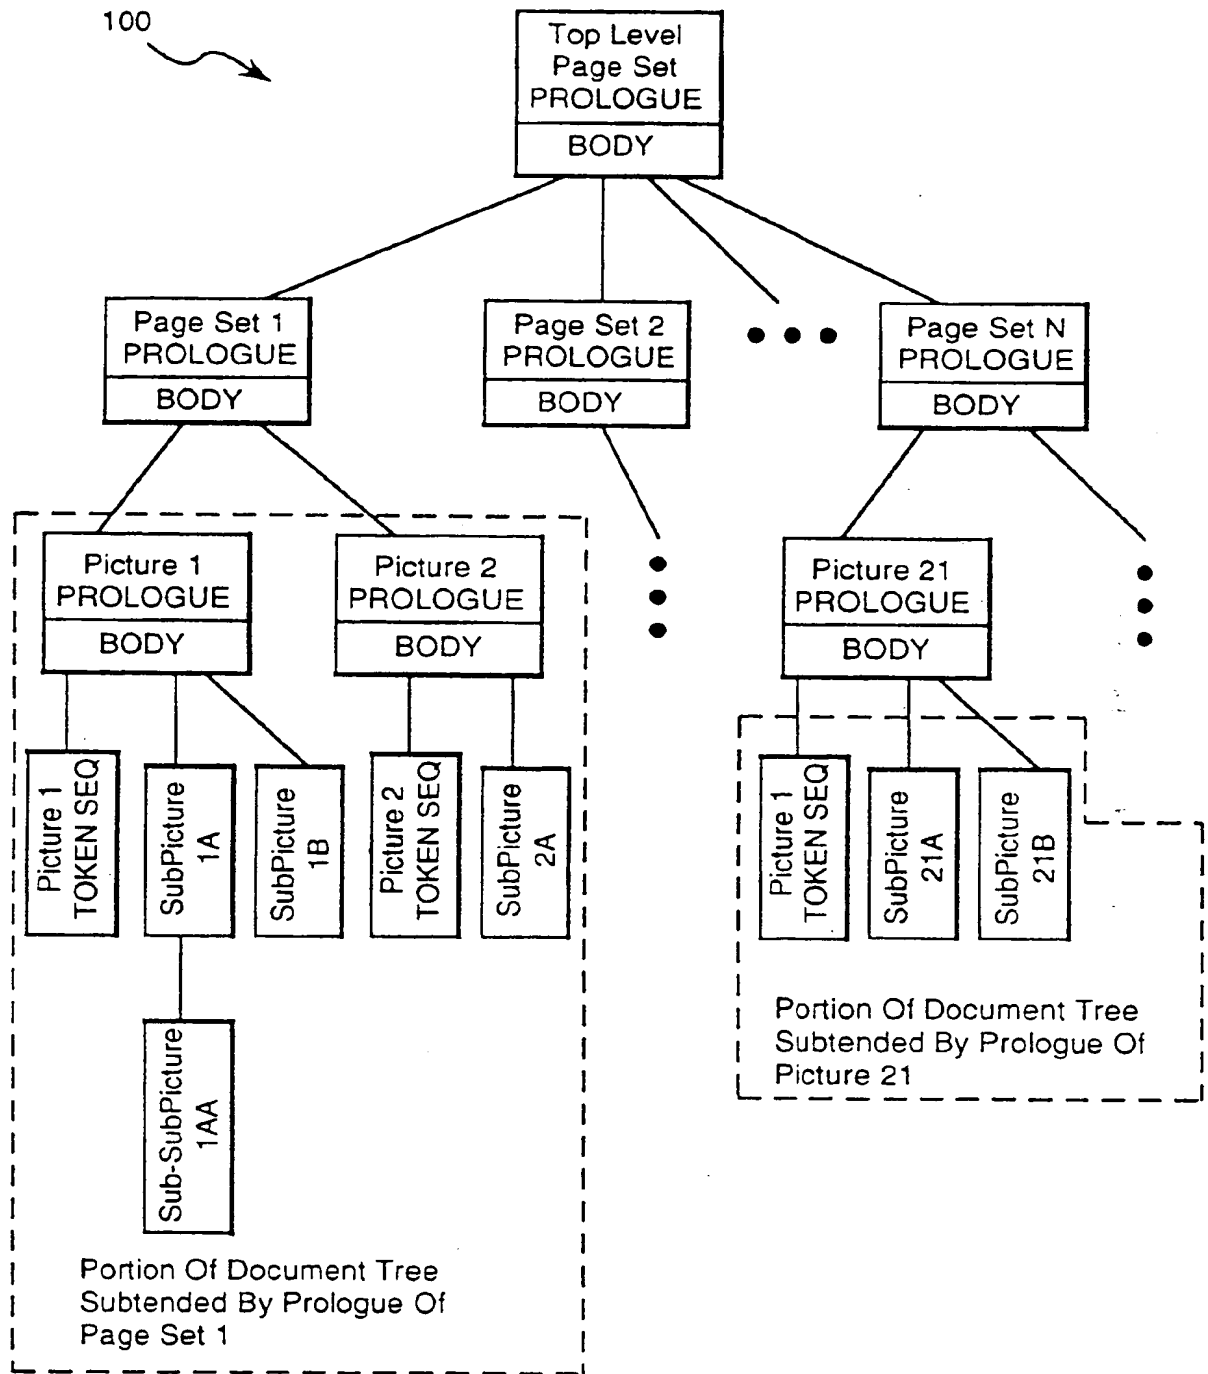 100
Top Level
Page Set
PROLOGUE
BODY
Page Set 1
PROLOGUE
BODY
Page Set 2
PROLOGUE
BODY
Page Set N
PROLOGUE
BODY
Picture 1
PROLOGUE
BODY
Picture 2
PROLOGUE
BODY
Picture 21
PROLOGUE
BODY
Picture 1
TOKEN SEQ
SubPicture
1A
SubPicture
1B
Picture 2
TOKEN SEQ
SubPicture
2A
Picture 1
TOKEN SEQ
SubPicture
21A
SubPicture
21B
Sub-SubPicture
1AA
Portion Of Document Tree
Subtended By Prologue Of
Picture 21
Portion Of Document Tree
Subtended By Prologue Of
Page Set 1